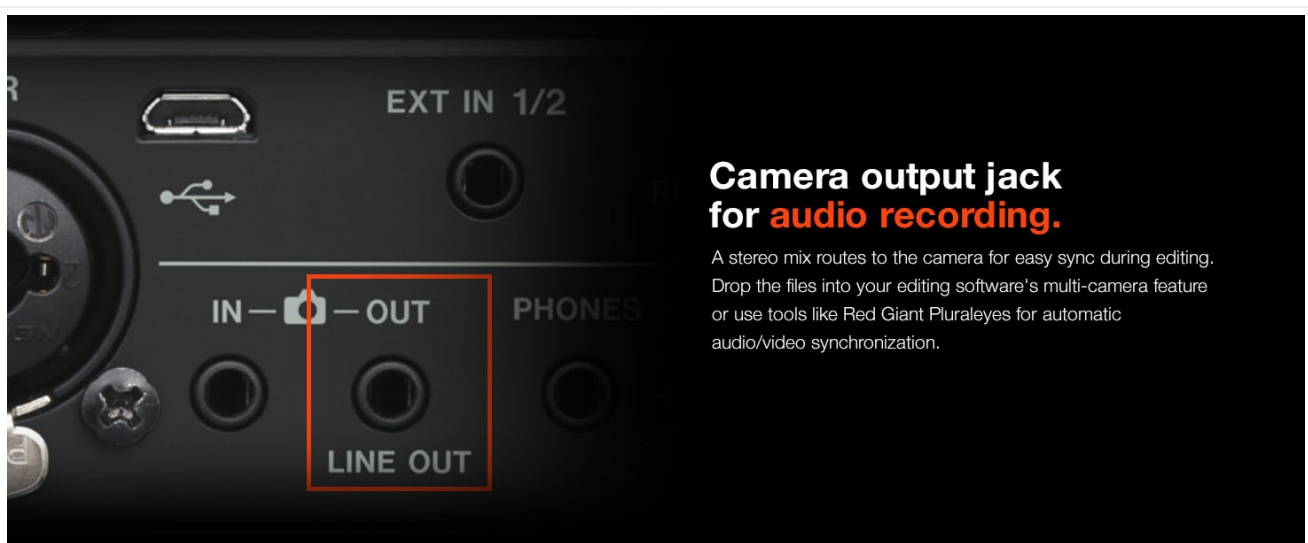 R
EXT IN 1/2
IN
OUT
PHONES
LINE OUT
Camera output jack
for audio recording.
A stereo mix routes to the camera for easy sync during editing.
Drop the files into your editing software's multi-camera feature
or use tools like Red Giant Pluraleyes for automatic
audio/video synchronization.